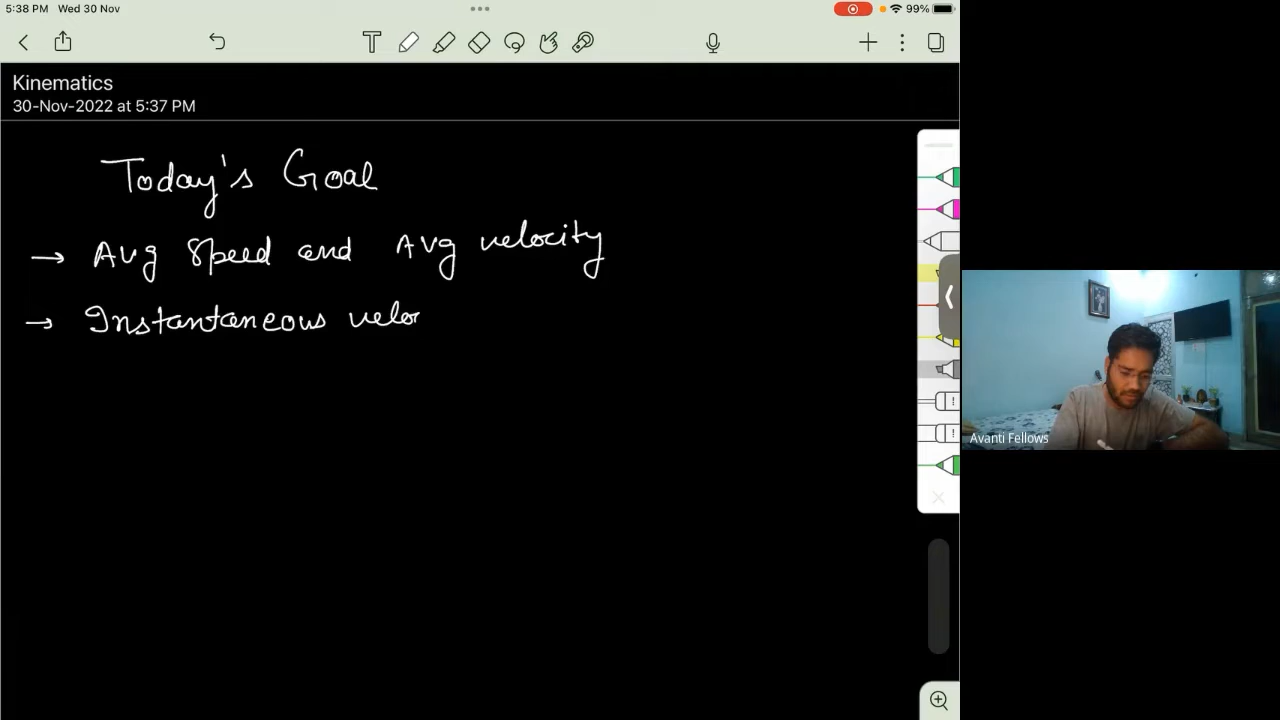 5:38 PM Wed 30 Nov
99%
T
Kinematics
30-Nov-2022 at 5:37 PM
Today's Goal
→ Avg Speed and Avg velocity
→ Instantaneous velo
Avanti Fellows